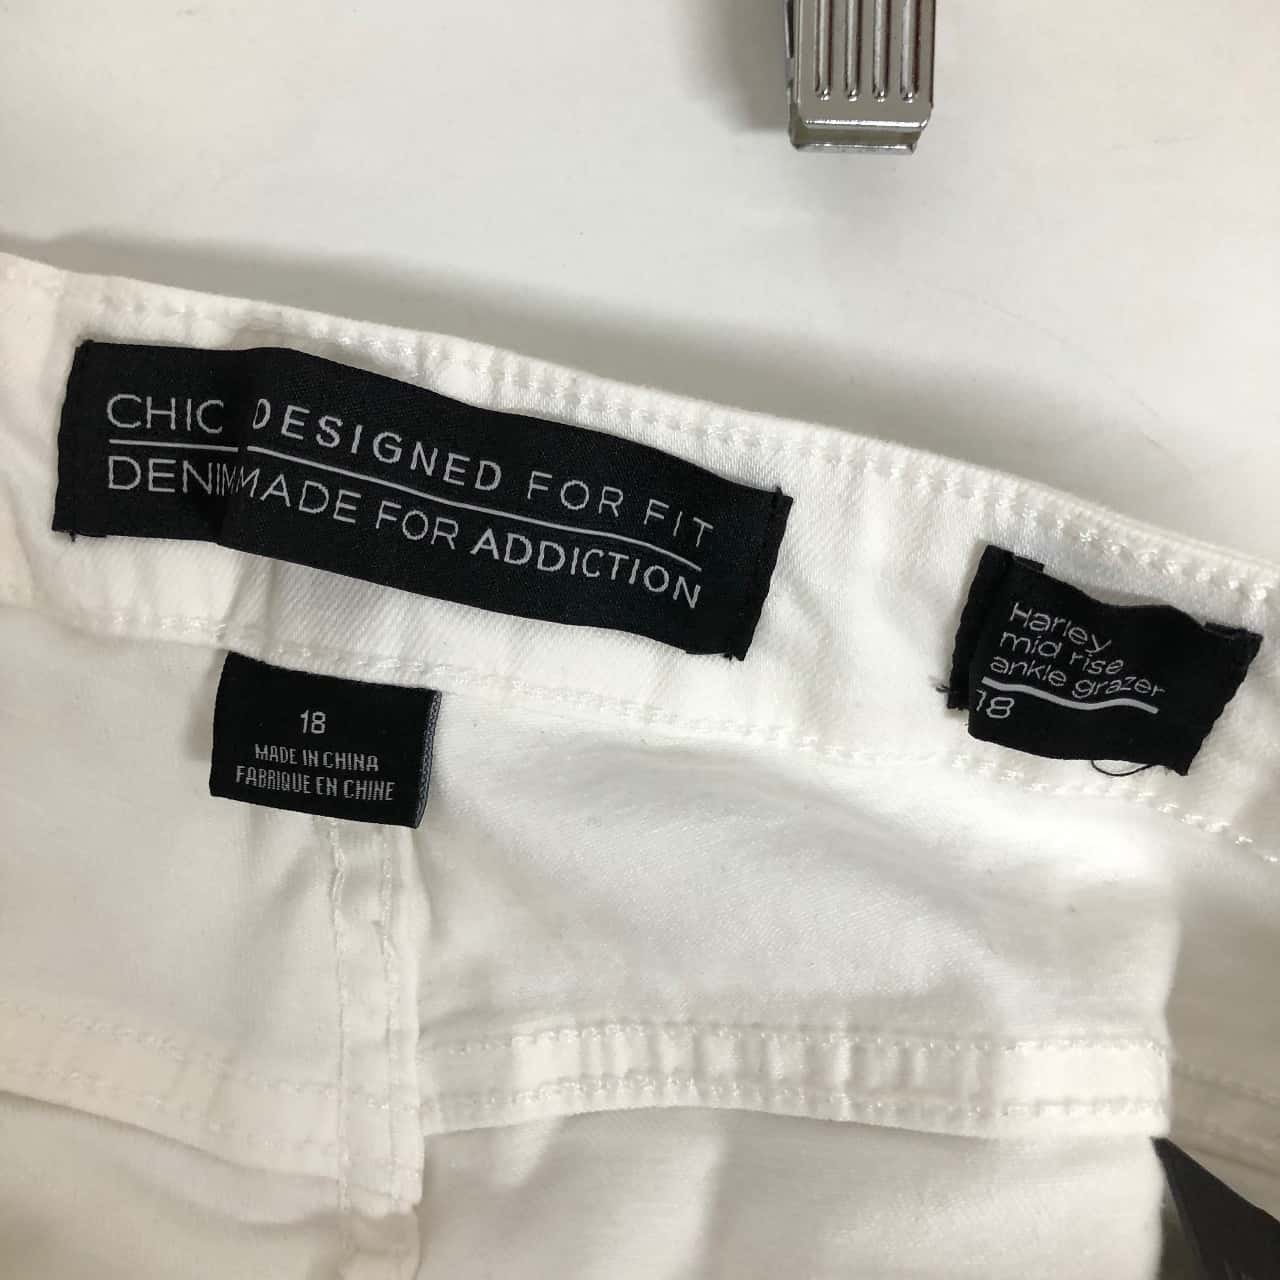 CHIC DESIGNED FOR FIT
DENIM MADE FOR ADDICTION
18
MADE IN CHINA
FABRIQUE EN CHINE
Harley
mid rise
ankle grazer
18